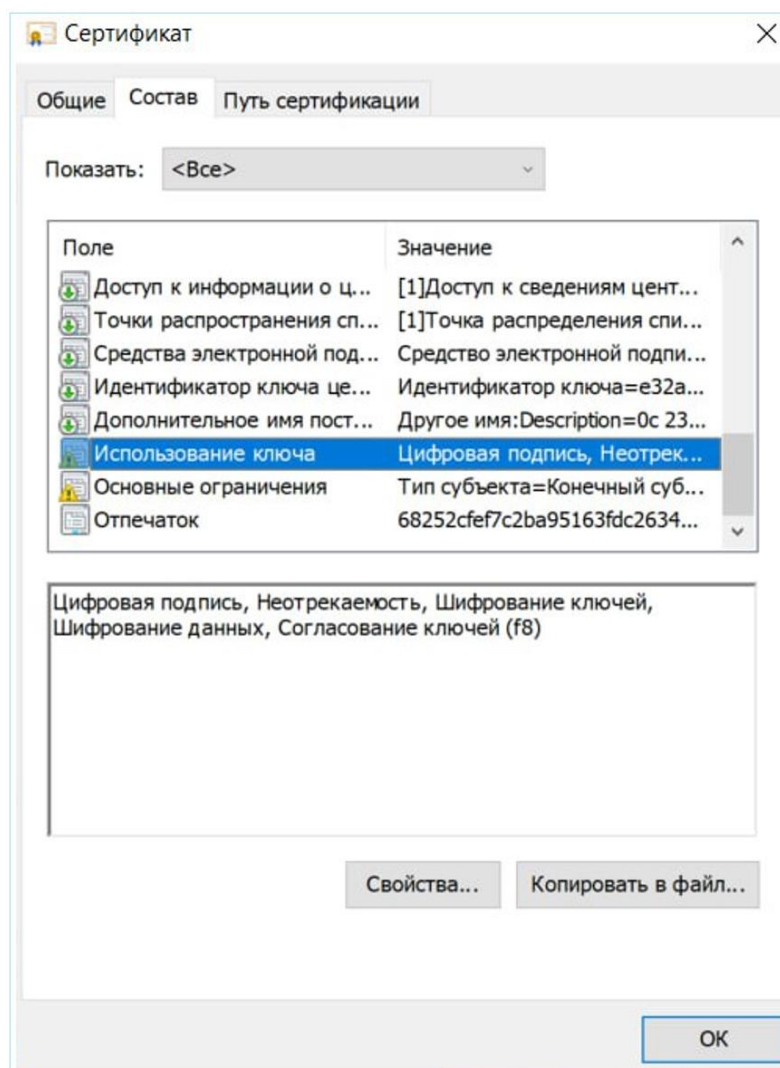 Сертификат
Общие Состав Путь сертификации
Показать: <Все>
Поле Значение
Доступ к информации о ц... [1]Доступ к сведениям цент...
Точки распространения сп... [1]Точка распределения спи...
Средства электронной под... Средство электронной подпи...
Идентификатор ключа це... Идентификатор ключа=e32a...
Дополнительное имя пост... Другое имя:Description=0c 23...
Использование ключа Цифровая подпись, Неотрек...
Основные ограничения Тип субъекта=Конечный суб...
Отпечаток 68252cfef7c2ba95163fdc2634...
Цифровая подпись, Неотрекаемость, Шифрование ключей,
Шифрование данных, Согласование ключей (f8)
Свойства... Копировать в файл...
ОК